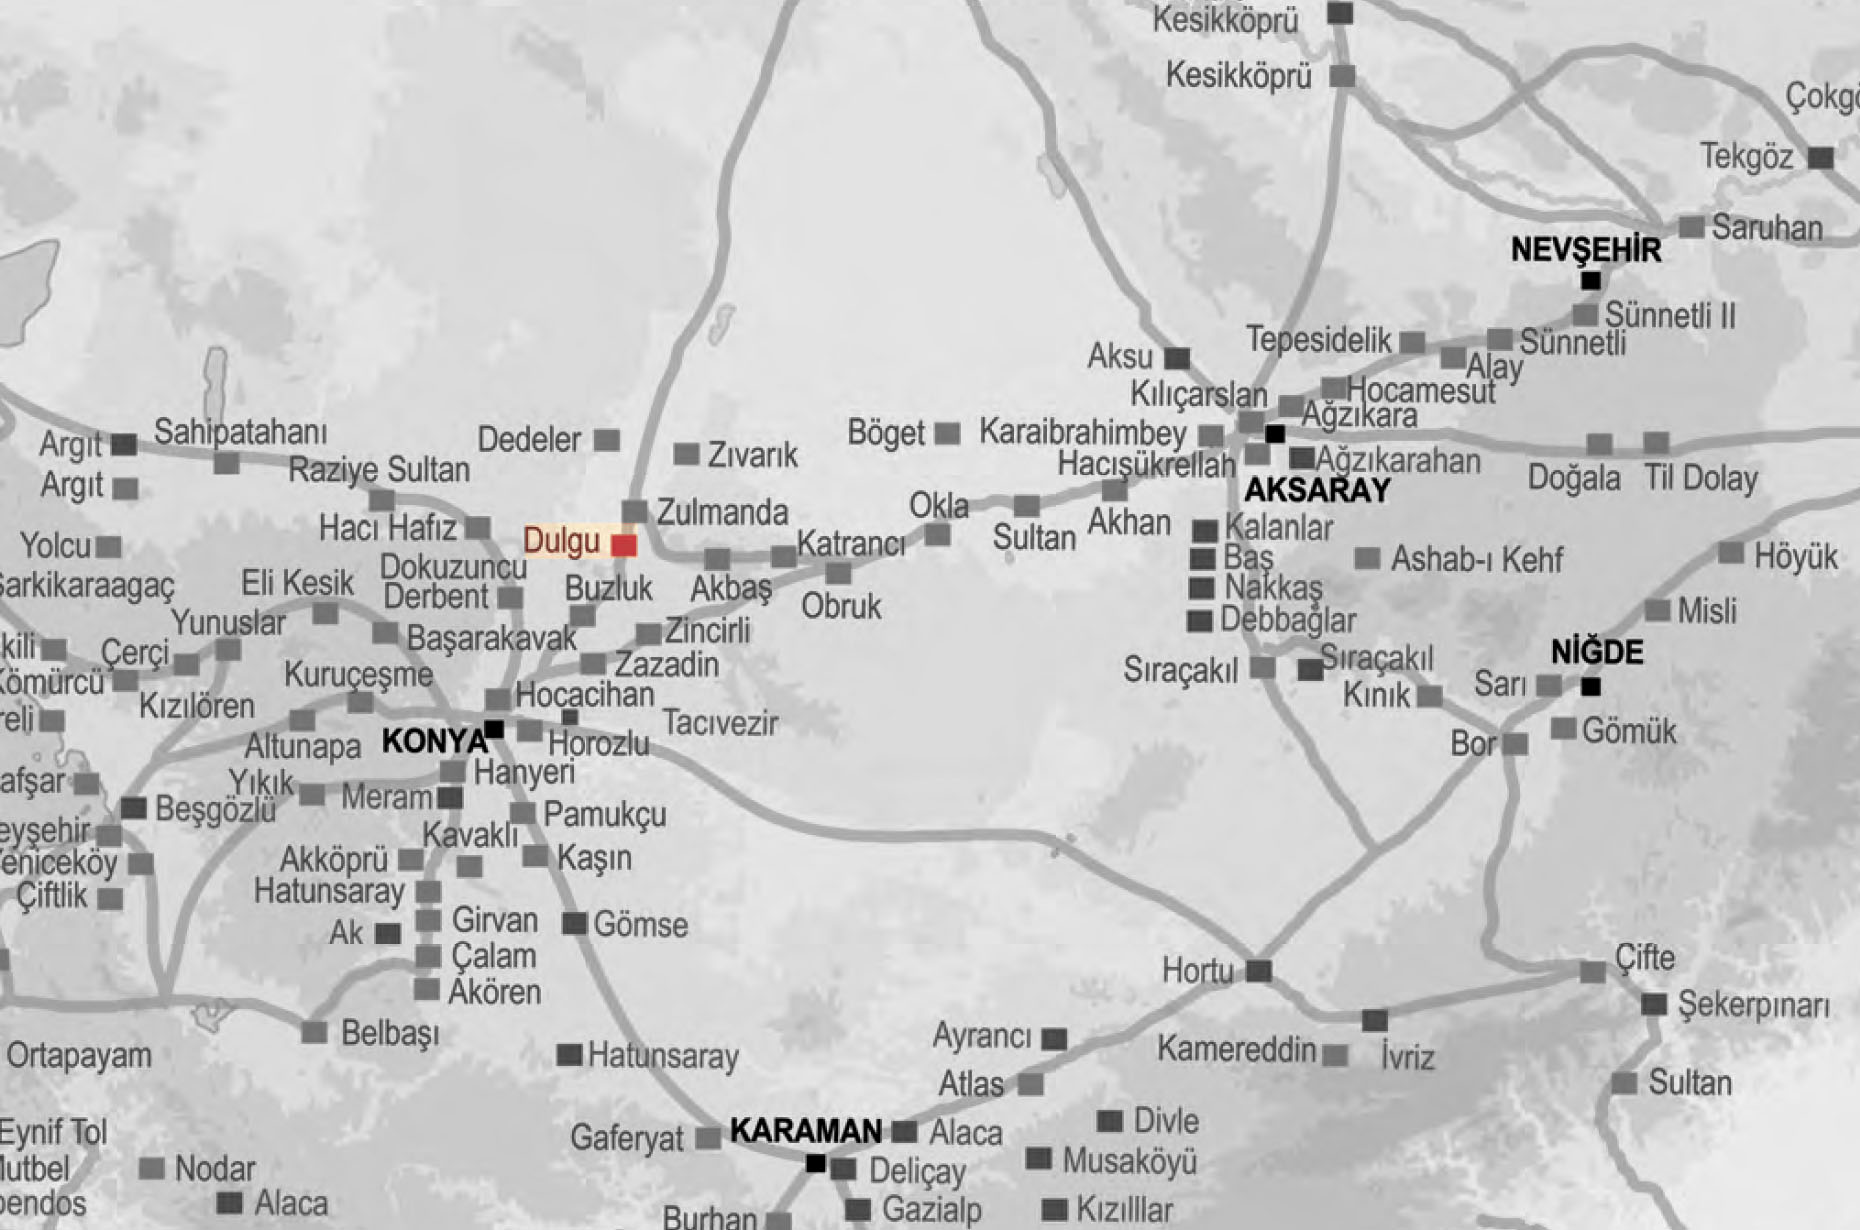 Kesikköprü
Kesikköprü
Tekgöz
Saruhan
NEVŞEHİR
Sünnetli II
Tepesidelik
Sünnetli
Aksu
Alay
Kılıçarslan
Hocamesut
Ağzıkara
Sahipatahanı
Argıt
Dedeler
Böget
Karaibrahimbey
Zıvarık
Raziye Sultan
Hacışükrellah
Ağzıkarahan
Doğala
Til Dolay
Argıt
AKSARAY
Okla
Zulmanda
Akhan
Hacı Hafız
Kalanlar
Sultan
Dulgu
Katrancı
Yolcu
Baş
Ashab-ı Kehf
Höyük
Dokuzuncu
Derbent
Eli Kesik
Şarkikaraagaç
Buzluk
Akbaş
Nakkaş
Obruk
Misli
Yunuslar
Debbağlar
Başarakavak
Zincirli
Çerçi
NİĞDE
Sıraçakıl
Zazadin
Sıraçakıl
Kuruçeşme
Kömürcü
Sarı
Kınık
Hocacihan
Kızılören
Tacıvezir
Gömük
KONYA
Horozlu
Altunapa
Bor
Hanyeri
Yıkık
Meram
Beşgözlü
Pamukçu
Kavaklı
Akköprü
Kaşın
Hatunsaray
Çiftlik
Girvan
Gömse
Ak
Çalam
Çifte
Hortu
Akören
Şekerpınarı
Belbaşı
Ayrancı
Kamereddin
İvriz
Ortapayam
Hatunsaray
Atlas
Sultan
Divle
Eynif Tol
Gaferyat
KARAMAN
Alaca
Musaköyü
Nodar
Deliçay
Alaca
Gazialp
Kızılllar
Burhan